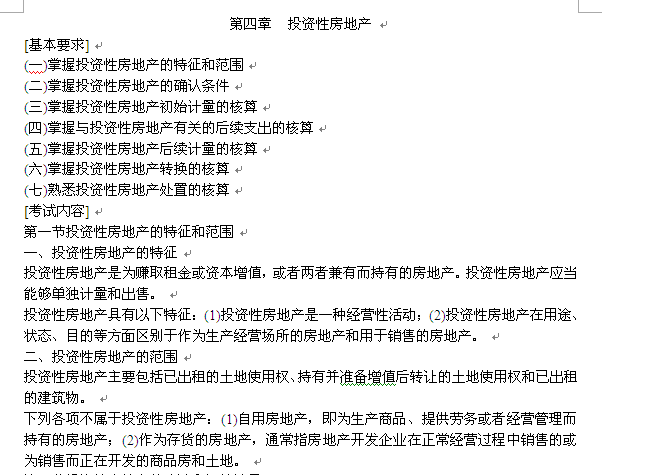 第四章 投资性房地产
[基本要求]
(一)掌握投资性房地产的特征和范围
(二)掌握投资性房地产的确认条件
(三)掌握投资性房地产初始计量的核算
(四)掌握与投资性房地产有关的后续支出的核算
(五)掌握投资性房地产后续计量的核算
(六)掌握投资性房地产转换的核算
(七)熟悉投资性房地产处置的核算
[考试内容]
第一节投资性房地产的特征和范围
一、投资性房地产的特征
投资性房地产是为赚取租金或资本增值，或者两者兼有而持有的房地产。投资性房地产应当
能够单独计量和出售。
投资性房地产具有以下特征：(1)投资性房地产是一种经营性活动；(2)投资性房地产在用途、
状态、目的等方面区别于作为生产经营场所的房地产和用于销售的房地产。
二、投资性房地产的范围
投资性房地产主要包括已出租的土地使用权、持有并准备增值后转让的土地使用权和已出租
的建筑物。
下列各项不属于投资性房地产：(1)自用房地产，即为生产商品、提供劳务或者经营管理而
持有的房地产；(2)作为存货的房地产，通常指房地产开发企业在正常经营过程中销售的或
为销售而正在开发的商品房和土地。